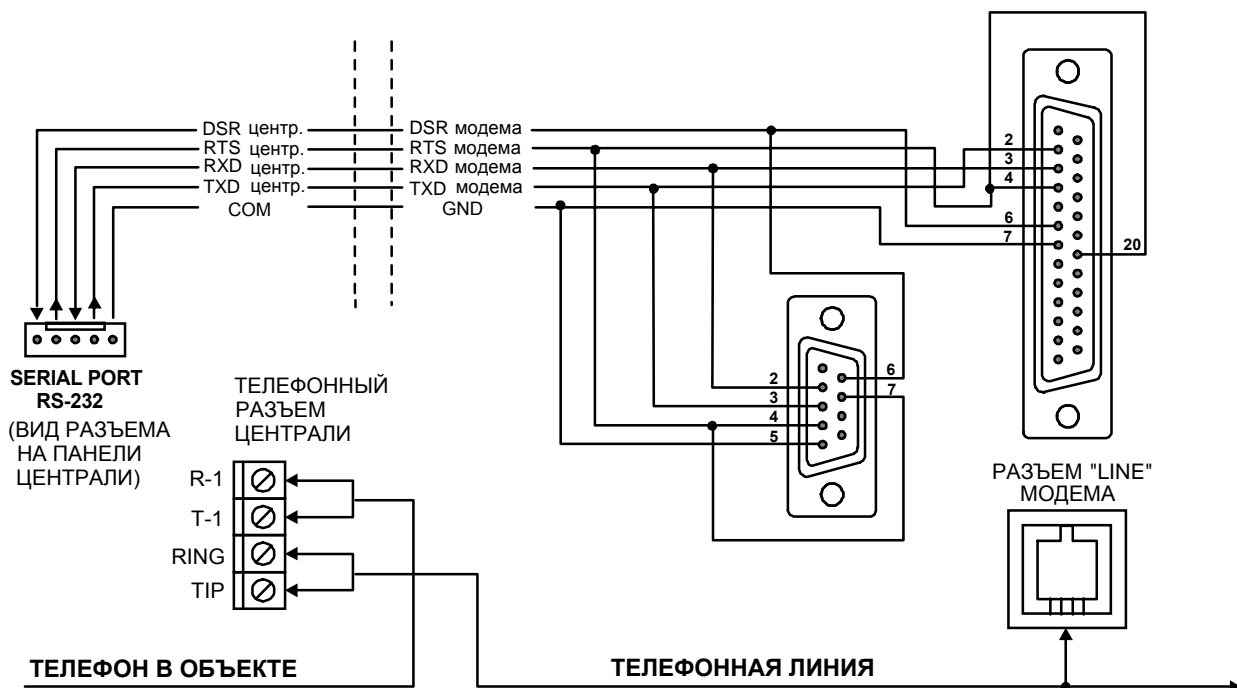 DSR центр. DSR модема
RTS центр. RTS модема
RXD центр. RXD модема
TXD центр. TXD модема
COM GND
2
3
4
6
7
20
SERIAL PORT
RS-232
(ВИД РАЗЪЕМА
НА ПАНЕЛИ
ЦЕНТРАЛИ)
ТЕЛЕФОННЫЙ
РАЗЪЕМ
ЦЕНТРАЛИ
R-1
T-1
RING
TIP
2
3
4
5
6
7
РАЗЪЕМ "LINE"
МОДЕМА
ТЕЛЕФОН В ОБЪЕКТЕ
ТЕЛЕФОННАЯ ЛИНИЯ